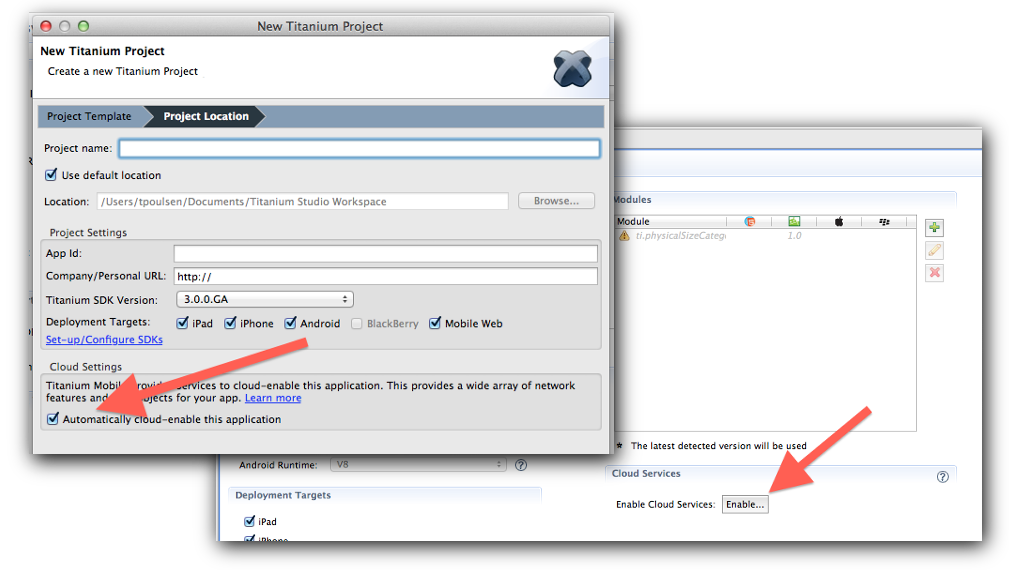 New Titanium Project
New Titanium Project
Create a new Titanium Project
Project Template
Project Location
Project name:
Use default location
Location: /Users/tpoulsen/Documents/Titanium Studio Workspace Browse...
Project Settings
App Id:
Company/Personal URL: http://
Titanium SDK Version: 3.0.0.GA
Deployment Targets: iPad iPhone Android BlackBerry Mobile Web
Set-up/Configure SDKs
Cloud Settings
Titanium Mobile services to cloud-enable this application. This provides a wide array of network
features and for your app. Learn more
Automatically cloud-enable this application
Modules
Module
ti.physicalSizeCateg 1.0
* The latest detected version will be used
Android Runtime: V8 ?
Cloud Services ?
Enable Cloud Services: Enable...
Deployment Targets
iPad
iPhone